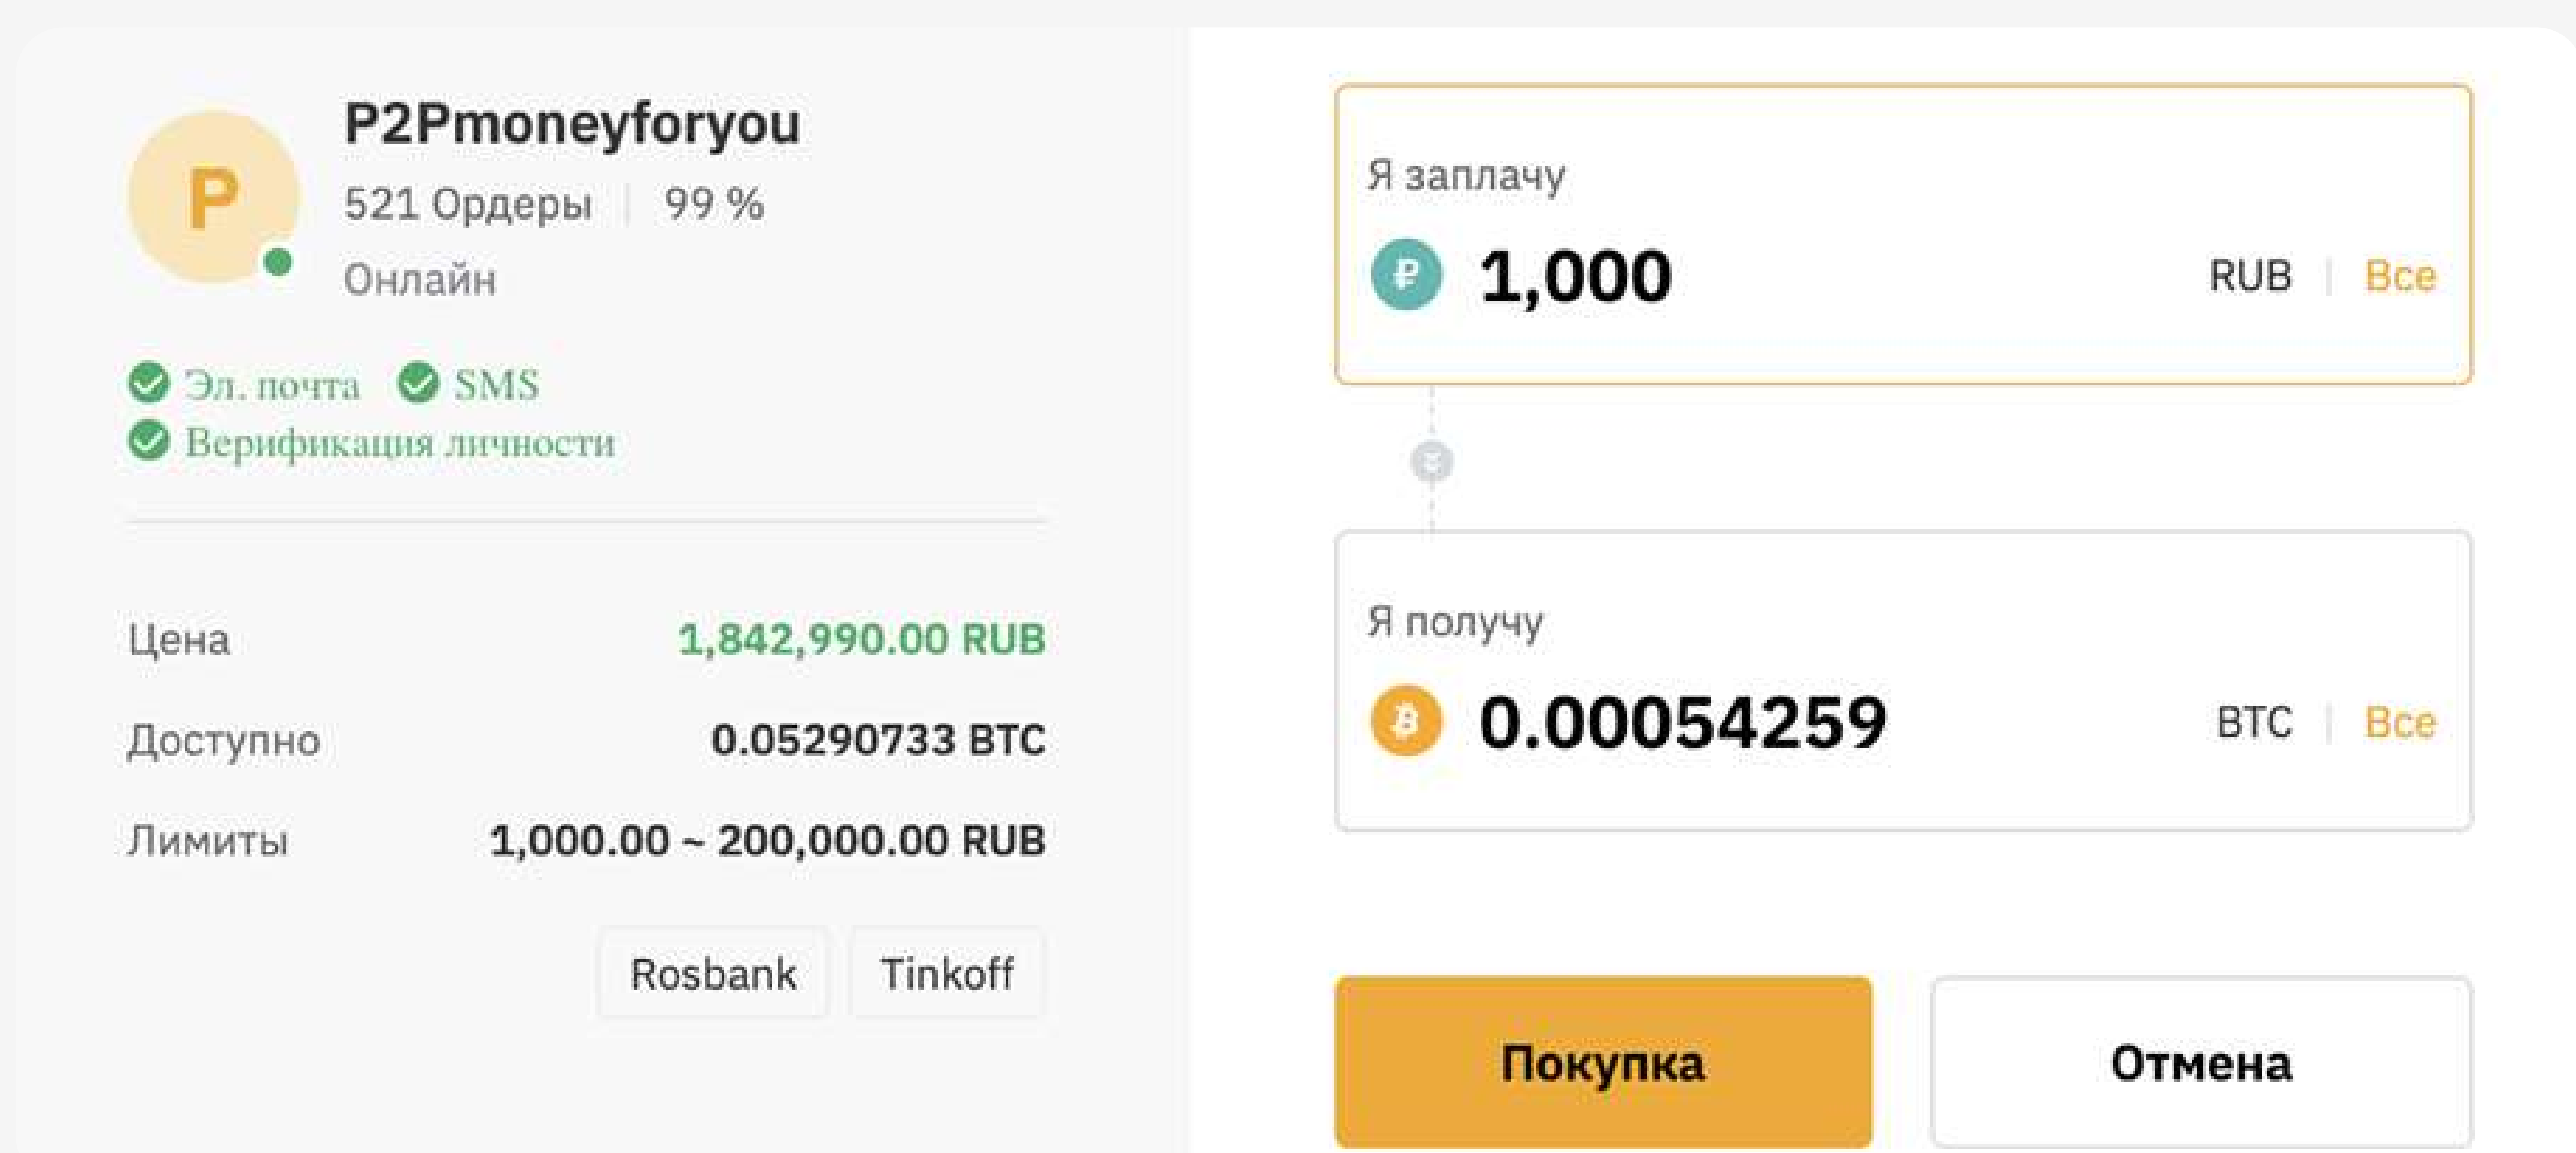 P
P2Pmoneyforyou
521 Ордеры | 99 %
Онлайн
Эл. почта SMS
Верификация личности
Цена 1,842,990.00 RUB
Доступно 0.05290733 BTC
Лимиты 1,000.00 ~ 200,000.00 RUB
Rosbank Tinkoff
Я заплачу
₽ 1,000 RUB | Все
Я получу
₿ 0.00054259 BTC | Все
Покупка Отмена